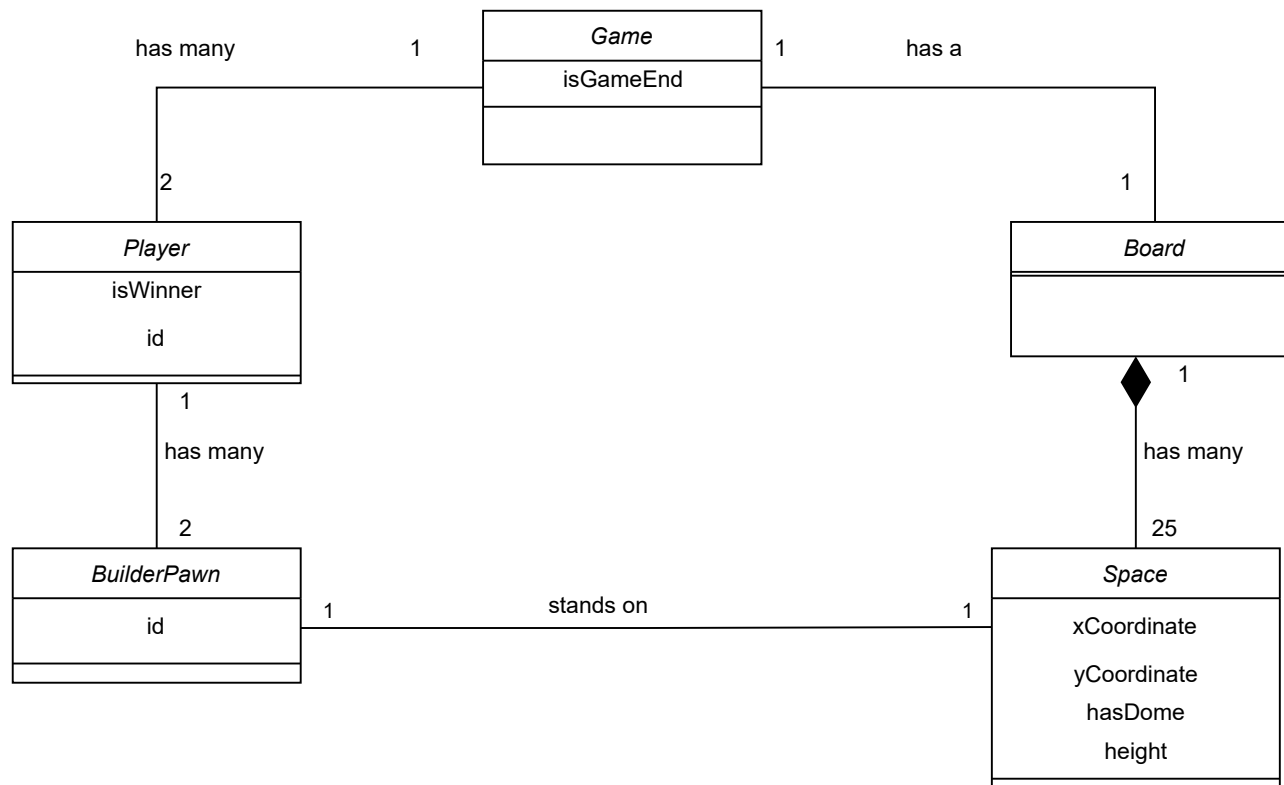 Game
has many
1
1
has a
isGameEnd
2
1
Player
Board
isWinner
id
1
1
has many
has many
2
25
BuilderPawn
Space
1
stands on
1
id
xCoordinate
yCoordinate
hasDome
height